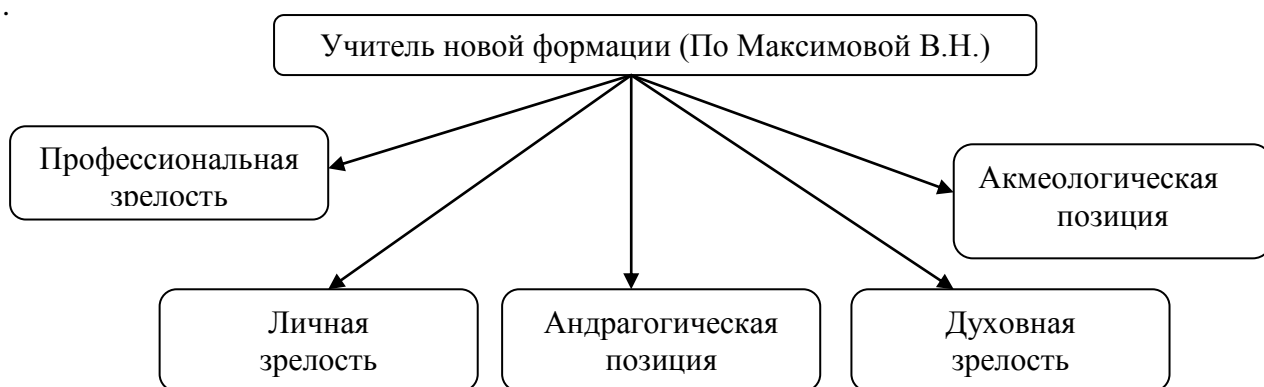 .
Учитель новой формации (По Максимовой В.Н.)
Профессиональная
зрелость
Акмеологическая
позиция
Личная
зрелость
Андрагогическая
позиция
Духовная
зрелость